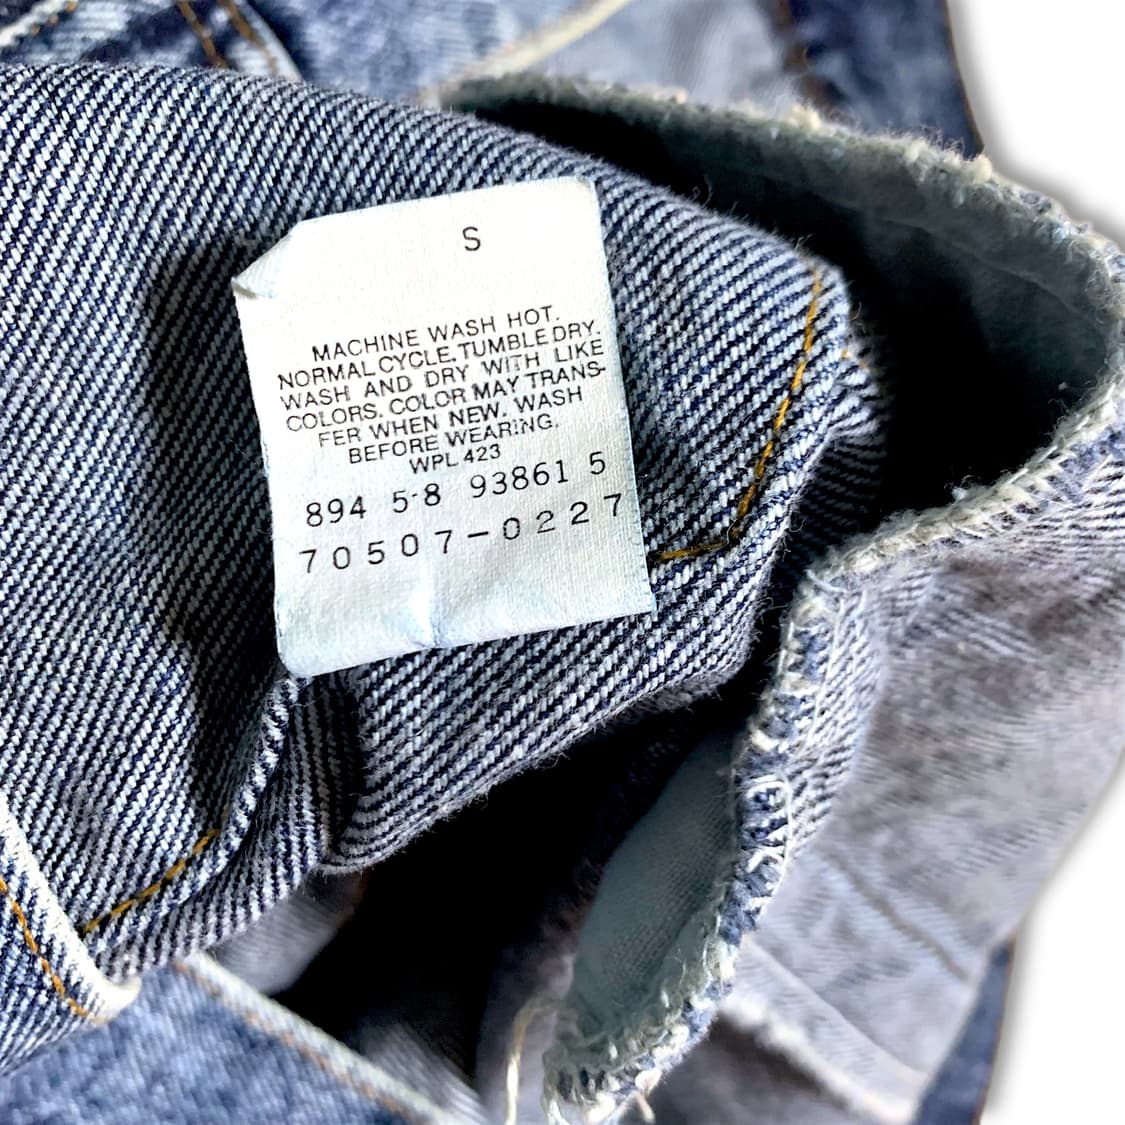 S
MACHINE WASH HOT.
NORMAL CYCLE. TUMBLE DRY.
WASH AND DRY WITH LIKE
COLORS. COLOR MAY TRANS-
FER WHEN NEW. WASH
BEFORE WEARING.
WPL 423
894 5-8 93861 5
70507-0227